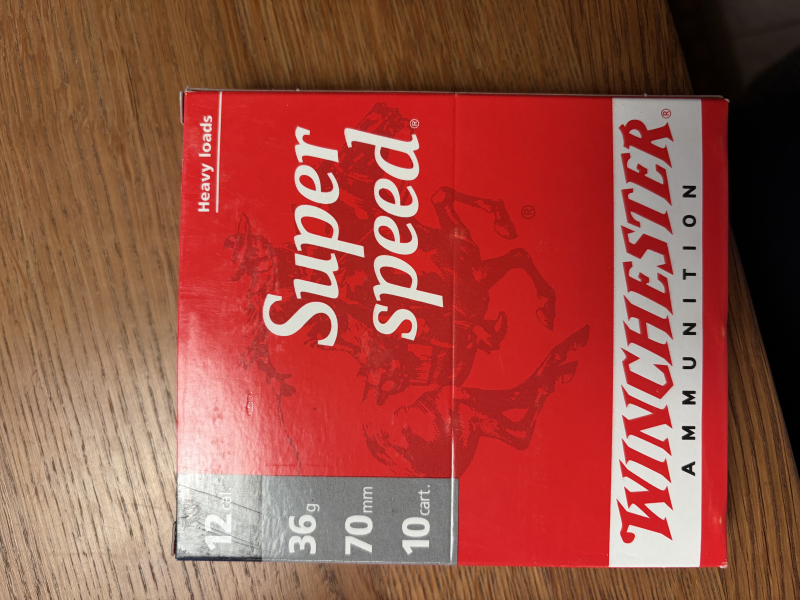 Heavy loads
Super
speed®
12 cal.
36 g
70 mm
10 cart.
®
WINCHESTER®
AMMUNITION